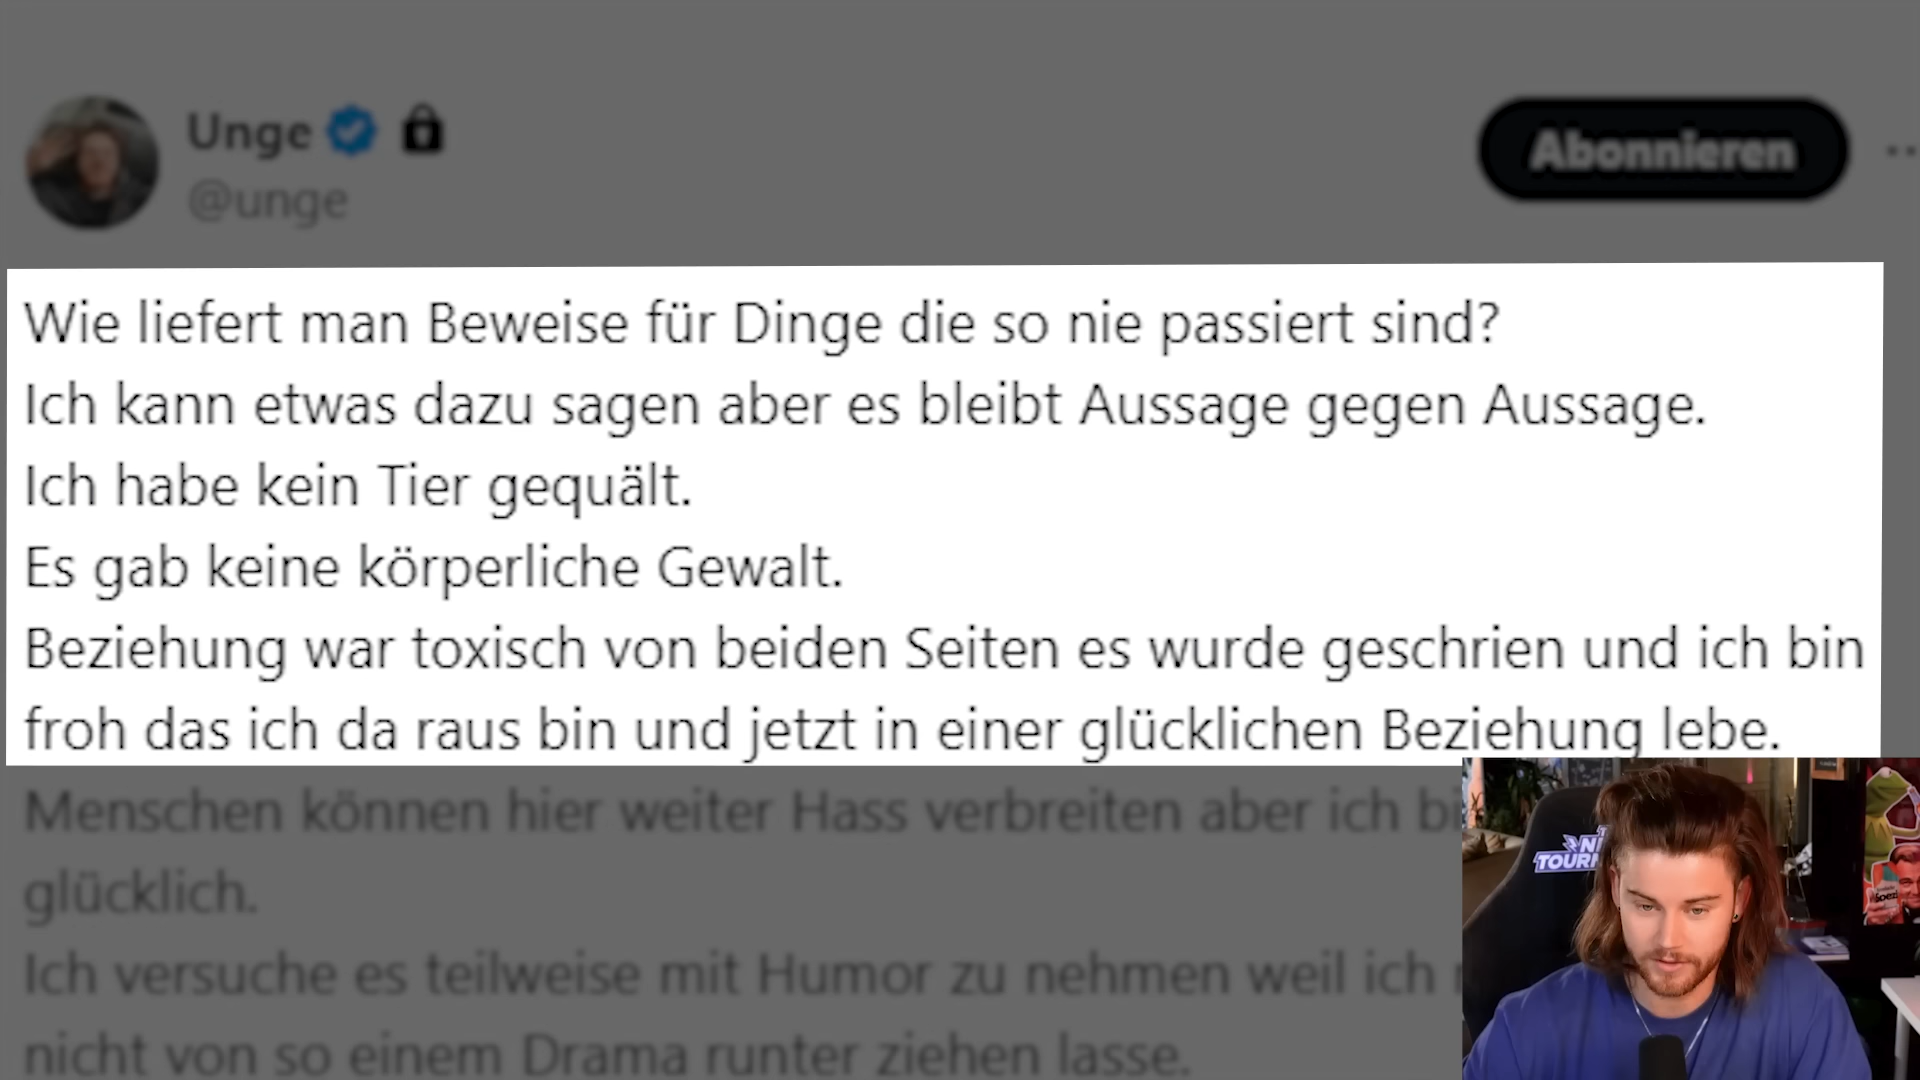 Unge
@unge
Abonnieren
Wie liefert man Beweise für Dinge die so nie passiert sind?
Ich kann etwas dazu sagen aber es bleibt Aussage gegen Aussage.
Ich habe kein Tier gequält.
Es gab keine körperliche Gewalt.
Beziehung war toxisch von beiden Seiten es wurde geschrien und ich bin
froh das ich da raus bin und jetzt in einer glücklichen Beziehung lebe.
Menschen können hier weiter Hass verbreiten aber ich
glücklich.
Ich versuche es teilweise mit Humor zu nehmen weil ich
nicht von so einem Drama runter ziehen lasse.